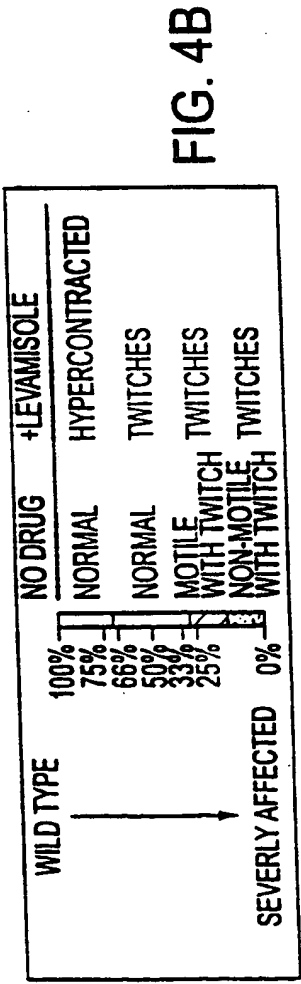 WILD TYPE
SEVERLY AFFECTED
100%
75%
66%
50%
33%
25%
0%
NO DRUG +LEVAMISOLE
NORMAL HYPERCONTRACTED
NORMAL TWITCHES
MOTILE
WITH TWITCH TWITCHES
NON-MOTILE
WITH TWITCH TWITCHES
FIG. 4B